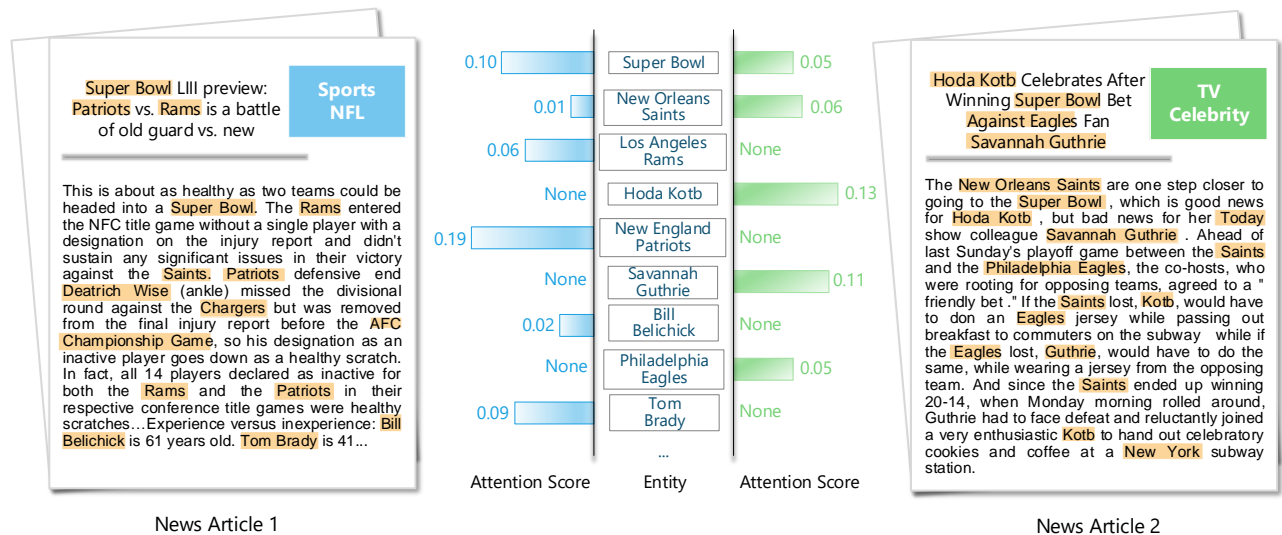 Super Bowl LIII preview:
Patriots vs. Rams is a battle
of old guard vs. new
Sports
NFL
This is about as healthy as two teams could be
headed into a Super Bowl. The Rams entered
the NFC title game without a single player with a
designation on the injury report and didn't
sustain any significant issues in their victory
against the Saints. Patriots defensive end
Deatrich Wise (ankle) missed the divisional
round against the Chargers but was removed
from the final injury report before the AFC
Championship Game, so his designation as an
inactive player goes down as a healthy scratch.
In fact, all 14 players declared as inactive for
both the Rams and the Patriots in their
respective conference title games were healthy
scratches...Experience versus inexperience: Bill
Belichick is 61 years old. Tom Brady is 41...
News Article 1
0.10 Super Bowl 0.05
0.01 New Orleans Saints 0.06
0.06 Los Angeles Rams None
None Hoda Kotb 0.13
0.19 New England Patriots None
None Savannah Guthrie 0.11
0.02 Bill Belichick None
None Philadelphia Eagles 0.05
0.09 Tom Brady None
...
Attention Score Entity Attention Score
Hoda Kotb Celebrates After
Winning Super Bowl Bet
Against Eagles Fan
Savannah Guthrie
TV
Celebrity
The New Orleans Saints are one step closer to
going to the Super Bowl , which is good news
for Hoda Kotb , but bad news for her Today
show colleague Savannah Guthrie . Ahead of
last Sunday's playoff game between the Saints
and the Philadelphia Eagles, the co-hosts, who
were rooting for opposing teams, agreed to a "
friendly bet ." If the Saints lost, Kotb, would have
to don an Eagles jersey while passing out
breakfast to commuters on the subway while if
the Eagles lost, Guthrie, would have to do the
same, while wearing a jersey from the opposing
team. And since the Saints ended up winning
20-14, when Monday morning rolled around,
Guthrie had to face defeat and reluctantly joined
a very enthusiastic Kotb to hand out celebratory
cookies and coffee at a New York subway
station.
News Article 2